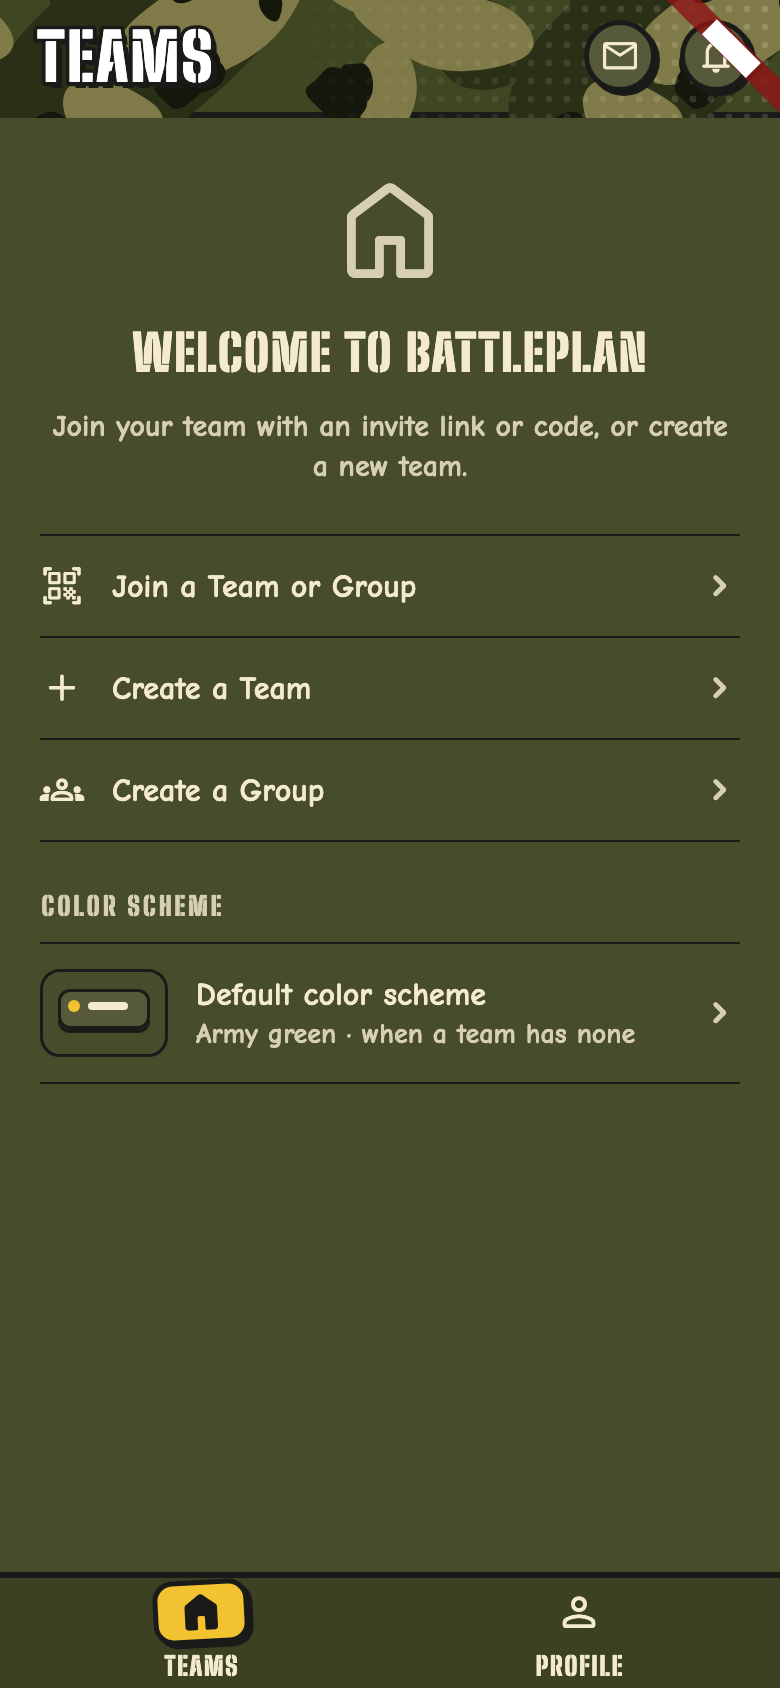 TEAMS
WELCOME TO BATTLEPLAN
Join your team with an invite link or code, or create
a new team.
Join a Team or Group
Create a Team
Create a Group
COLOR SCHEME
Default color scheme
Army green · when a team has none
TEAMS
PROFILE